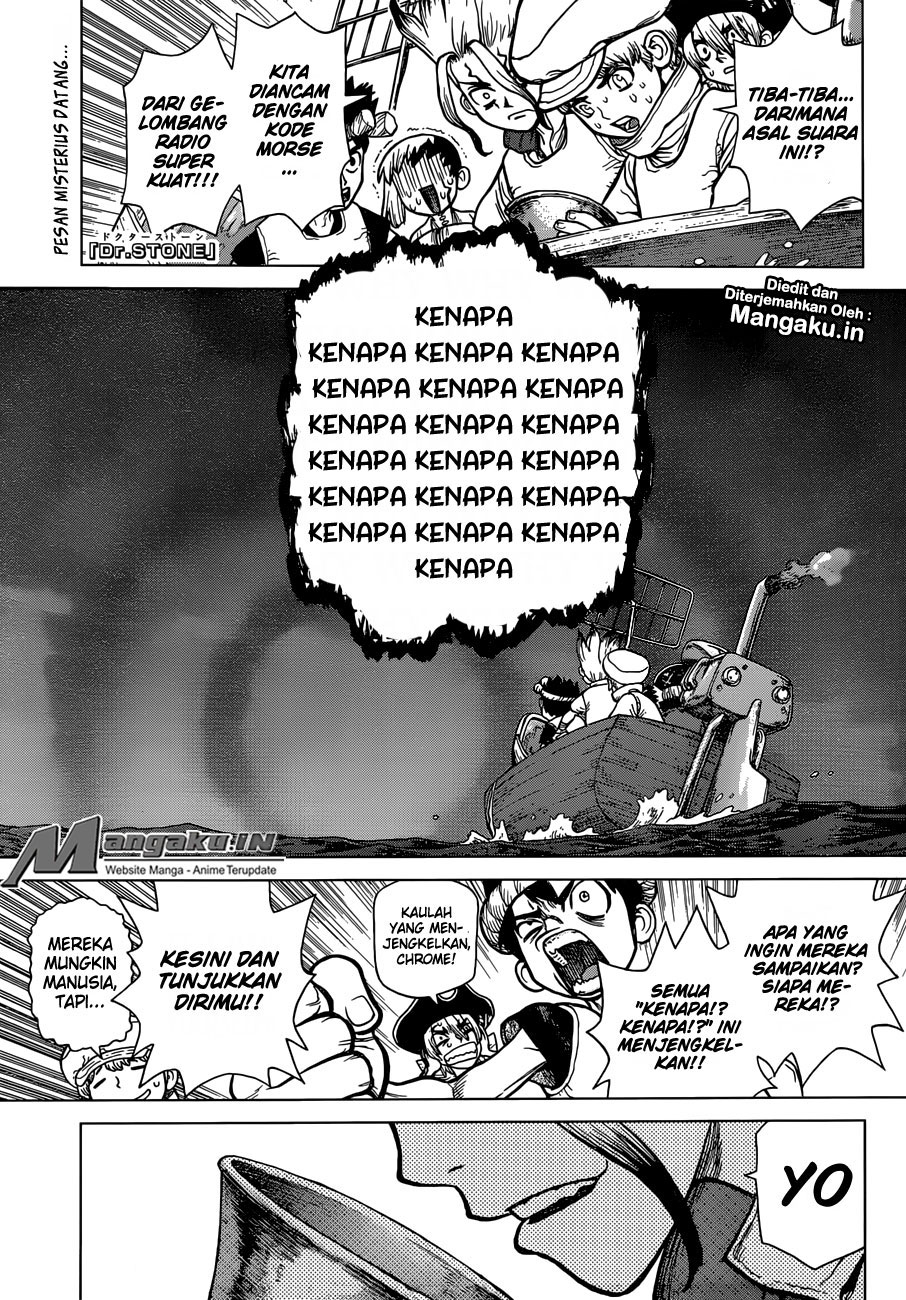 TIBA-TIBA...
DARIMANA
ASAL SUARA
INI!?
KITA
DIANCAM
DENGAN
KODE
MORSE
...
DARI GE-
LOMBANG
RADIO
SUPER
KUAT!!!
PESAN MISTERIUS DATANG...
ドクターストーン
「Dr.STONE」
Diedit dan
Diterjemahkan Oleh :
Mangaku.in
KENAPA
KENAPA KENAPA KENAPA
KENAPA KENAPA KENAPA
KENAPA KENAPA KENAPA
KENAPA KENAPA KENAPA
KENAPA KENAPA KENAPA
KENAPA KENAPA KENAPA
KENAPA
Mangaku.IN
Website Manga - Anime Terupdate
APA YANG
INGIN MEREKA
SAMPAIKAN?
SIAPA ME-
REKA!?
SEMUA
"KENAPA!?
KENAPA!?" INI
MENJENGKEL-
KAN!!
KAULAH
YANG MEN-
JENGKELKAN,
CHROME!
KESINI DAN
TUNJUKKAN
DIRIMU!!
MEREKA
MUNGKIN
MANUSIA,
TAPI...
YO